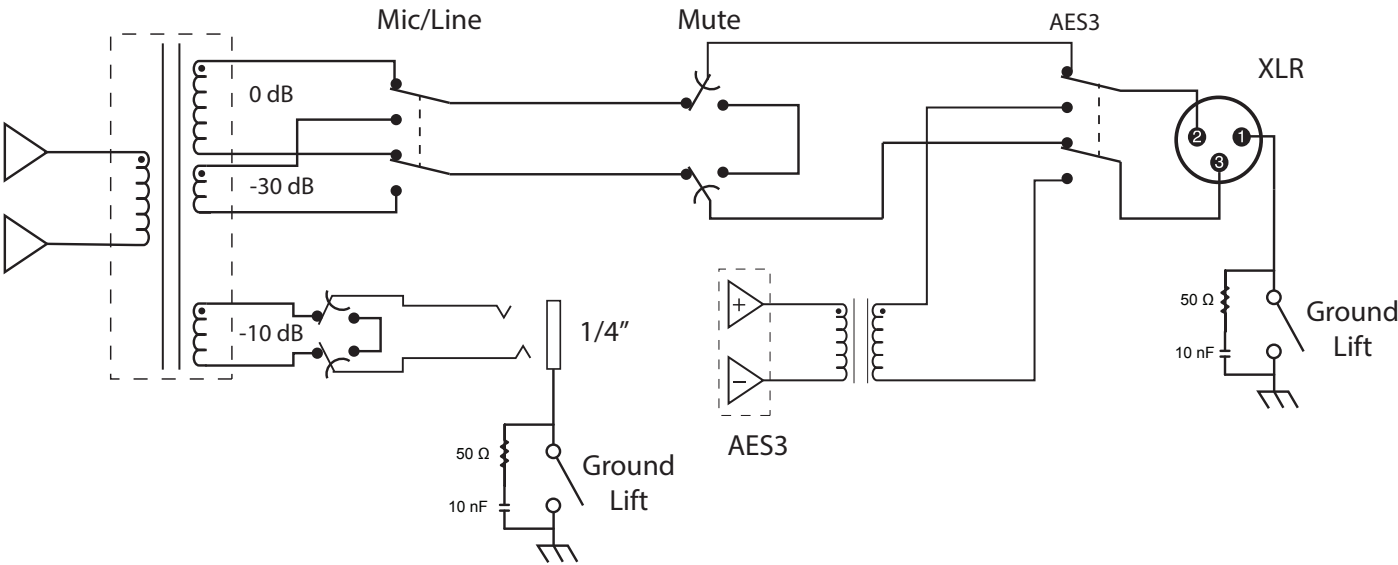 Mic/Line
Mute
AES3
XLR
0 dB
-30 dB
2
1
3
-10 dB
1/4”
+
–
AES3
50 Ω
10 nF
Ground
Lift
50 Ω
10 nF
Ground
Lift